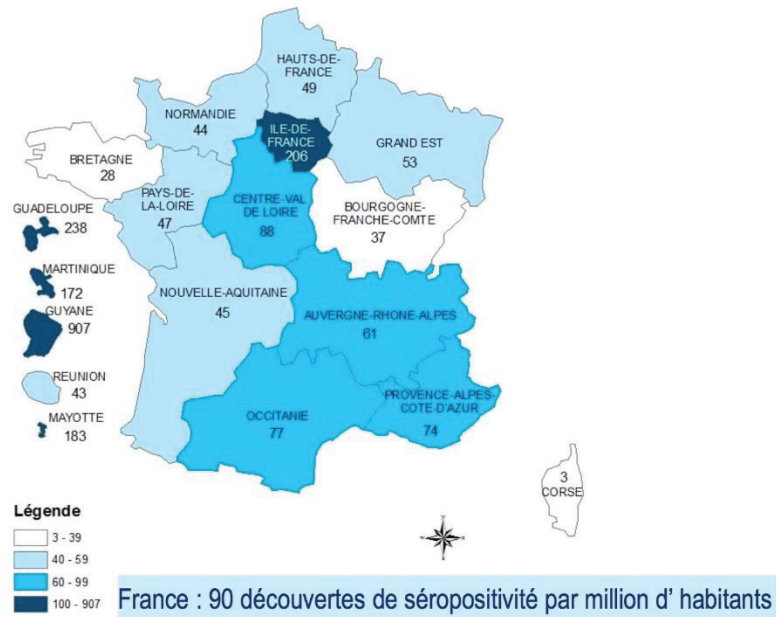 HAUTS-DE-
FRANCE
49
NORMANDIE
44
ILE-DE-
FRANCE
206
GRAND EST
53
BRETAGNE
28
PAYS-DE-
LA-LOIRE
47
CENTRE-VAL
DE LOIRE
88
BOURGOGNE-
FRANCHE-COMTE
37
GUADELOUPE
238
MARTINIQUE
172
GUYANE
907
REUNION
43
MAYOTTE
183
NOUVELLE-AQUITAINE
45
AUVERGNE-RHONE-ALPES
61
OCCITANIE
77
PROVENCE-ALPES-
COTE-D'AZUR
74
3
CORSE
Légende
3 - 39
40 - 59
60 - 99
100 - 907
France : 90 découvertes de séropositivité par million d' habitants